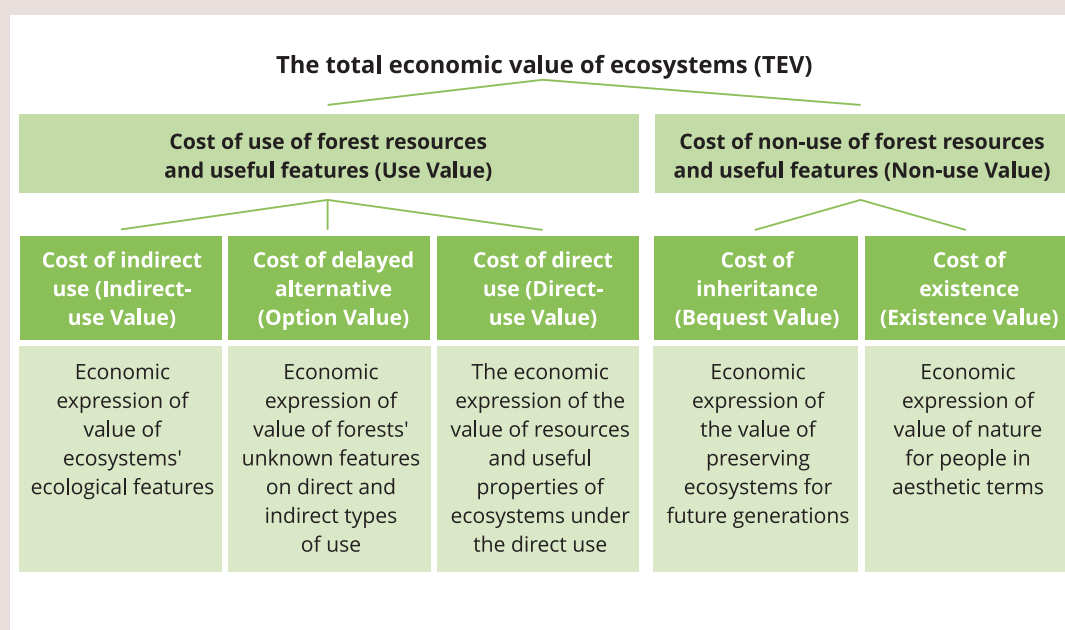 The total economic value of ecosystems (TEV)
Cost of use of forest resources
and useful features (Use Value)
Cost of non-use of forest resources
and useful features (Non-use Value)
Cost of indirect
use (Indirect-
use Value)
Cost of delayed
alternative
(Option Value)
Cost of direct
use (Direct-
use Value)
Cost of
inheritance
(Bequest Value)
Cost of
existence
(Existence Value)
Economic
expression of
value of
ecosystems'
ecological features
Economic
expression of
value of forests'
unknown features
on direct and
indirect types
of use
The economic
expression of the
value of resources
and useful
properties of
ecosystems under
the direct use
Economic
expression of
the value of
preserving
ecosystems for
future generations
Economic
expression of
value of nature
for people in
aesthetic terms